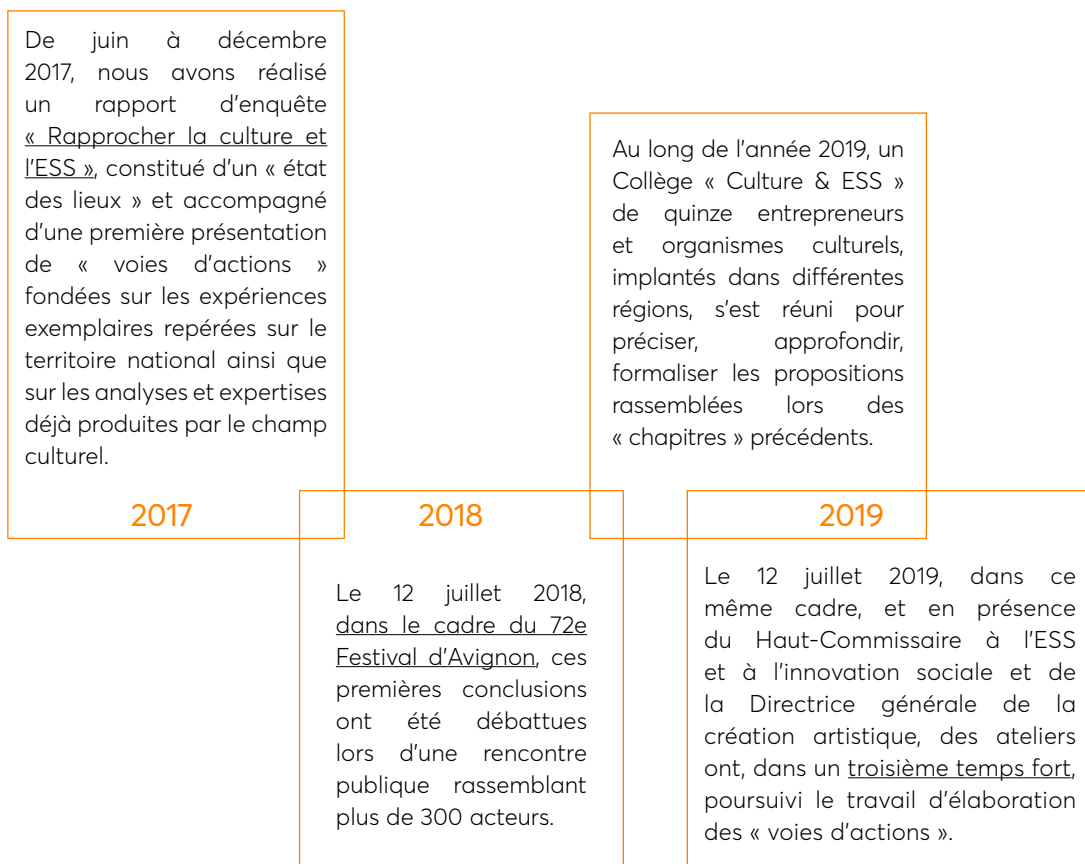 De juin à décembre
2017, nous avons réalisé
un rapport d'enquête
« Rapprocher la culture et
l'ESS », constitué d'un « état
des lieux » et accompagné
d'une première présentation
de « voies d'actions »
fondées sur les expériences
exemplaires repérées sur le
territoire national ainsi que
sur les analyses et expertises
déjà produites par le champ
culturel.
2017
2018
Le 12 juillet 2018,
dans le cadre du 72e
Festival d'Avignon, ces
premières conclusions
ont été débattues
lors d'une rencontre
publique rassemblant
plus de 300 acteurs.
Au long de l'année 2019, un
Collège « Culture & ESS »
de quinze entrepreneurs
et organismes culturels,
implantés dans différentes
régions, s'est réuni pour
préciser, approfondir,
formaliser les propositions
rassemblées lors des
« chapitres » précédents.
2019
Le 12 juillet 2019, dans ce
même cadre, et en présence
du Haut-Commissaire à l'ESS
et à l'innovation sociale et de
la Directrice générale de la
création artistique, des ateliers
ont, dans un troisième temps fort,
poursuivi le travail d'élaboration
des « voies d'actions ».